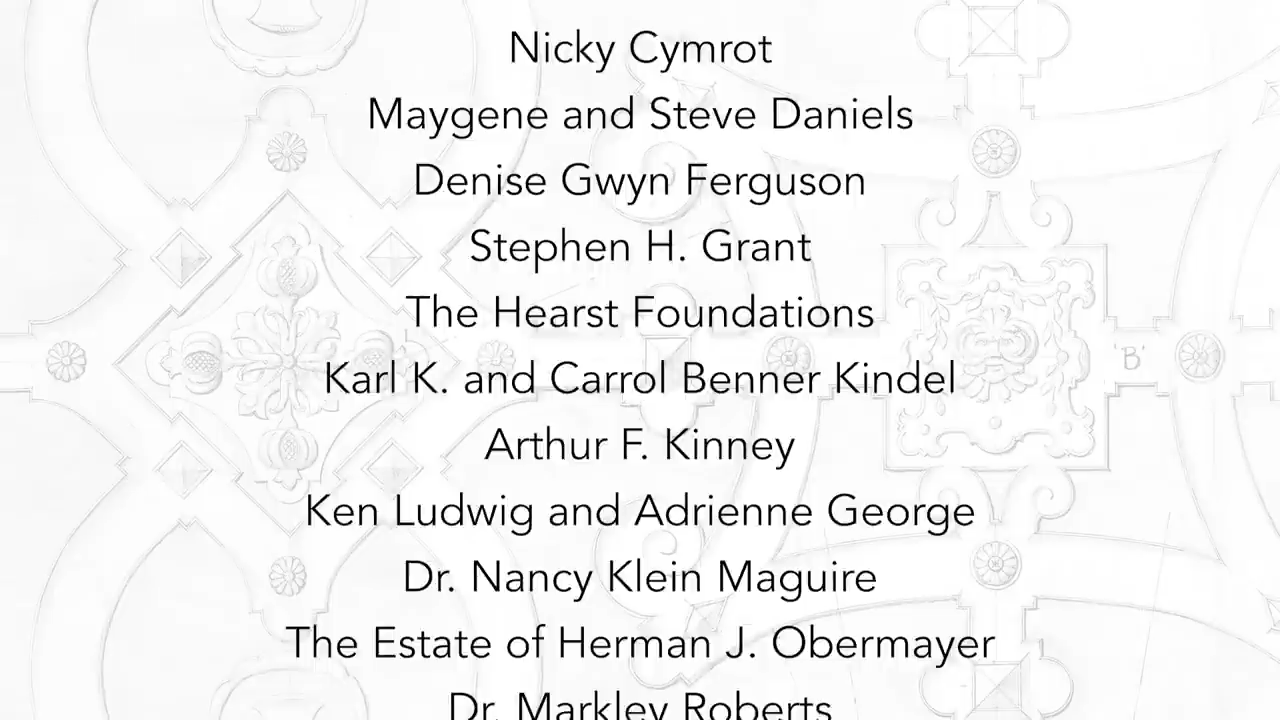 Nicky Cymrot
Maygene and Steve Daniels
Denise Gwyn Ferguson
Stephen H. Grant
The Hearst Foundations
'B'
Karl K. and Carrol Benner Kindel
Arthur F. Kinney
Ken Ludwig and Adrienne George
Dr. Nancy Klein Maguire
The Estate of Herman J. Obermayer
Dr. Markley Roberts